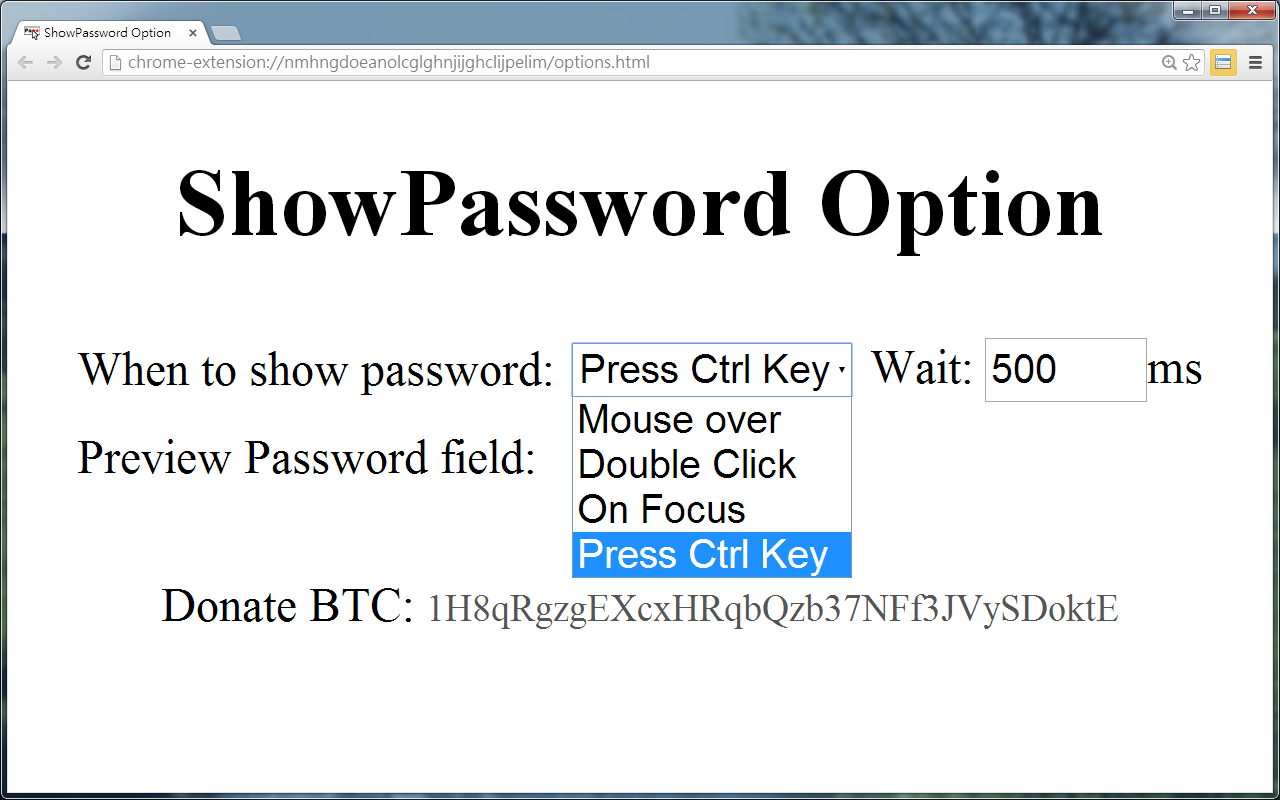 ShowPassword Option
chrome-extension://nmhngdoeanolcglghnjijghclijpelim/options.html
ShowPassword Option
When to show password: Press Ctrl Key Wait: 500 ms
Mouse over
Preview Password field:
Double Click
On Focus
Press Ctrl Key
Donate BTC: 1H8qRgzgEXcxHRqbQzb37NFf3JVySDoktE